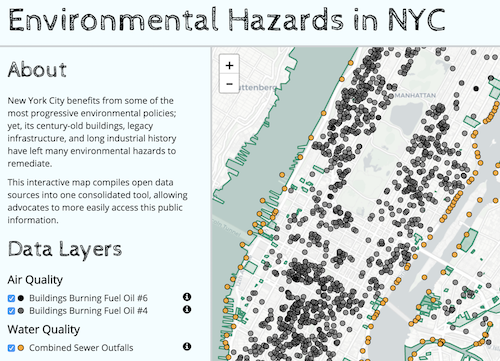 Environmental Hazards in NYC
About
New York City benefits from some of the
most progressive environmental policies;
yet, its century-old buildings, legacy
infrastructure, and long industrial history
have left many environmental hazards to
remediate.
This interactive map compiles open data
sources into one consolidated tool, allowing
advocates to more easily access this public
information.
Data Layers
Air Quality
Buildings Burning Fuel Oil #6
Buildings Burning Fuel Oil #4
Water Quality
Combined Sewer Outfalls
+
−
uttenberg
MANHATTAN